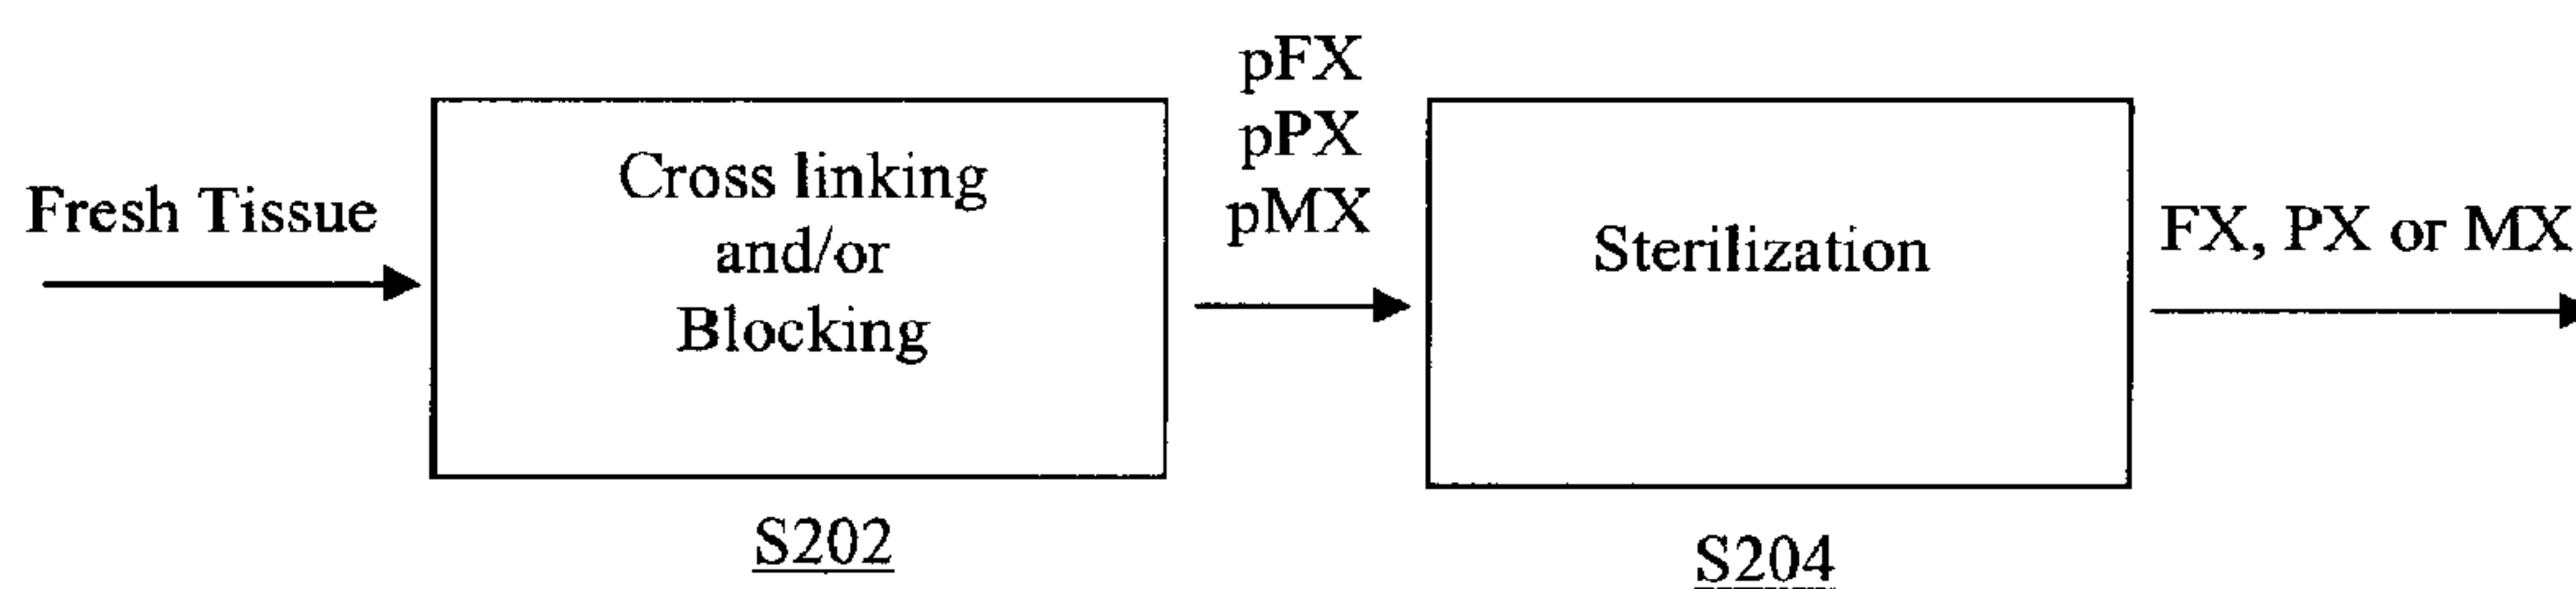 Fresh Tissue
Cross linking
and/or
Blocking
S202
pFX
pPX
pMX
Sterilization
S204
FX, PX or MX